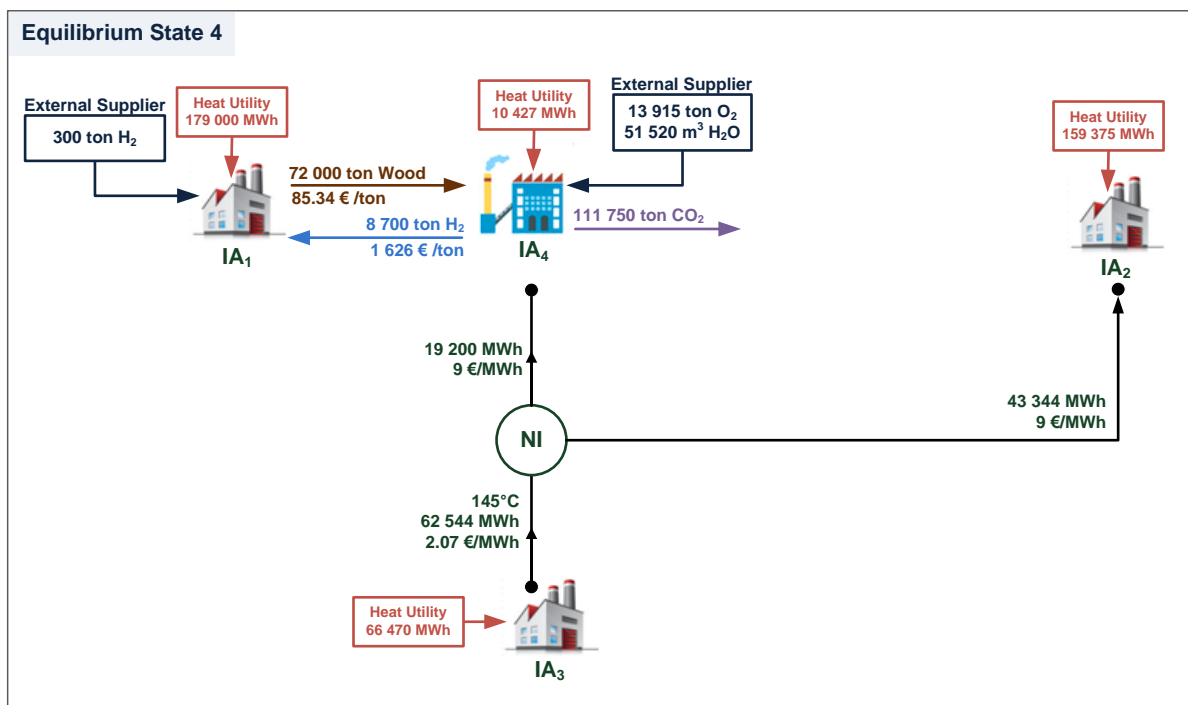 Equilibrium State 4
External Supplier
300 ton H₂
Heat Utility
179 000 MWh
Heat Utility
10 427 MWh
External Supplier
13 915 ton O₂
51 520 m³ H₂O
Heat Utility
159 375 MWh
72 000 ton Wood
85.34 € /ton
8 700 ton H₂
1 626 € /ton
111 750 ton CO₂
IA₁
IA₄
IA₂
19 200 MWh
9 €/MWh
43 344 MWh
9 €/MWh
NI
145°C
62 544 MWh
2.07 €/MWh
Heat Utility
66 470 MWh
IA₃